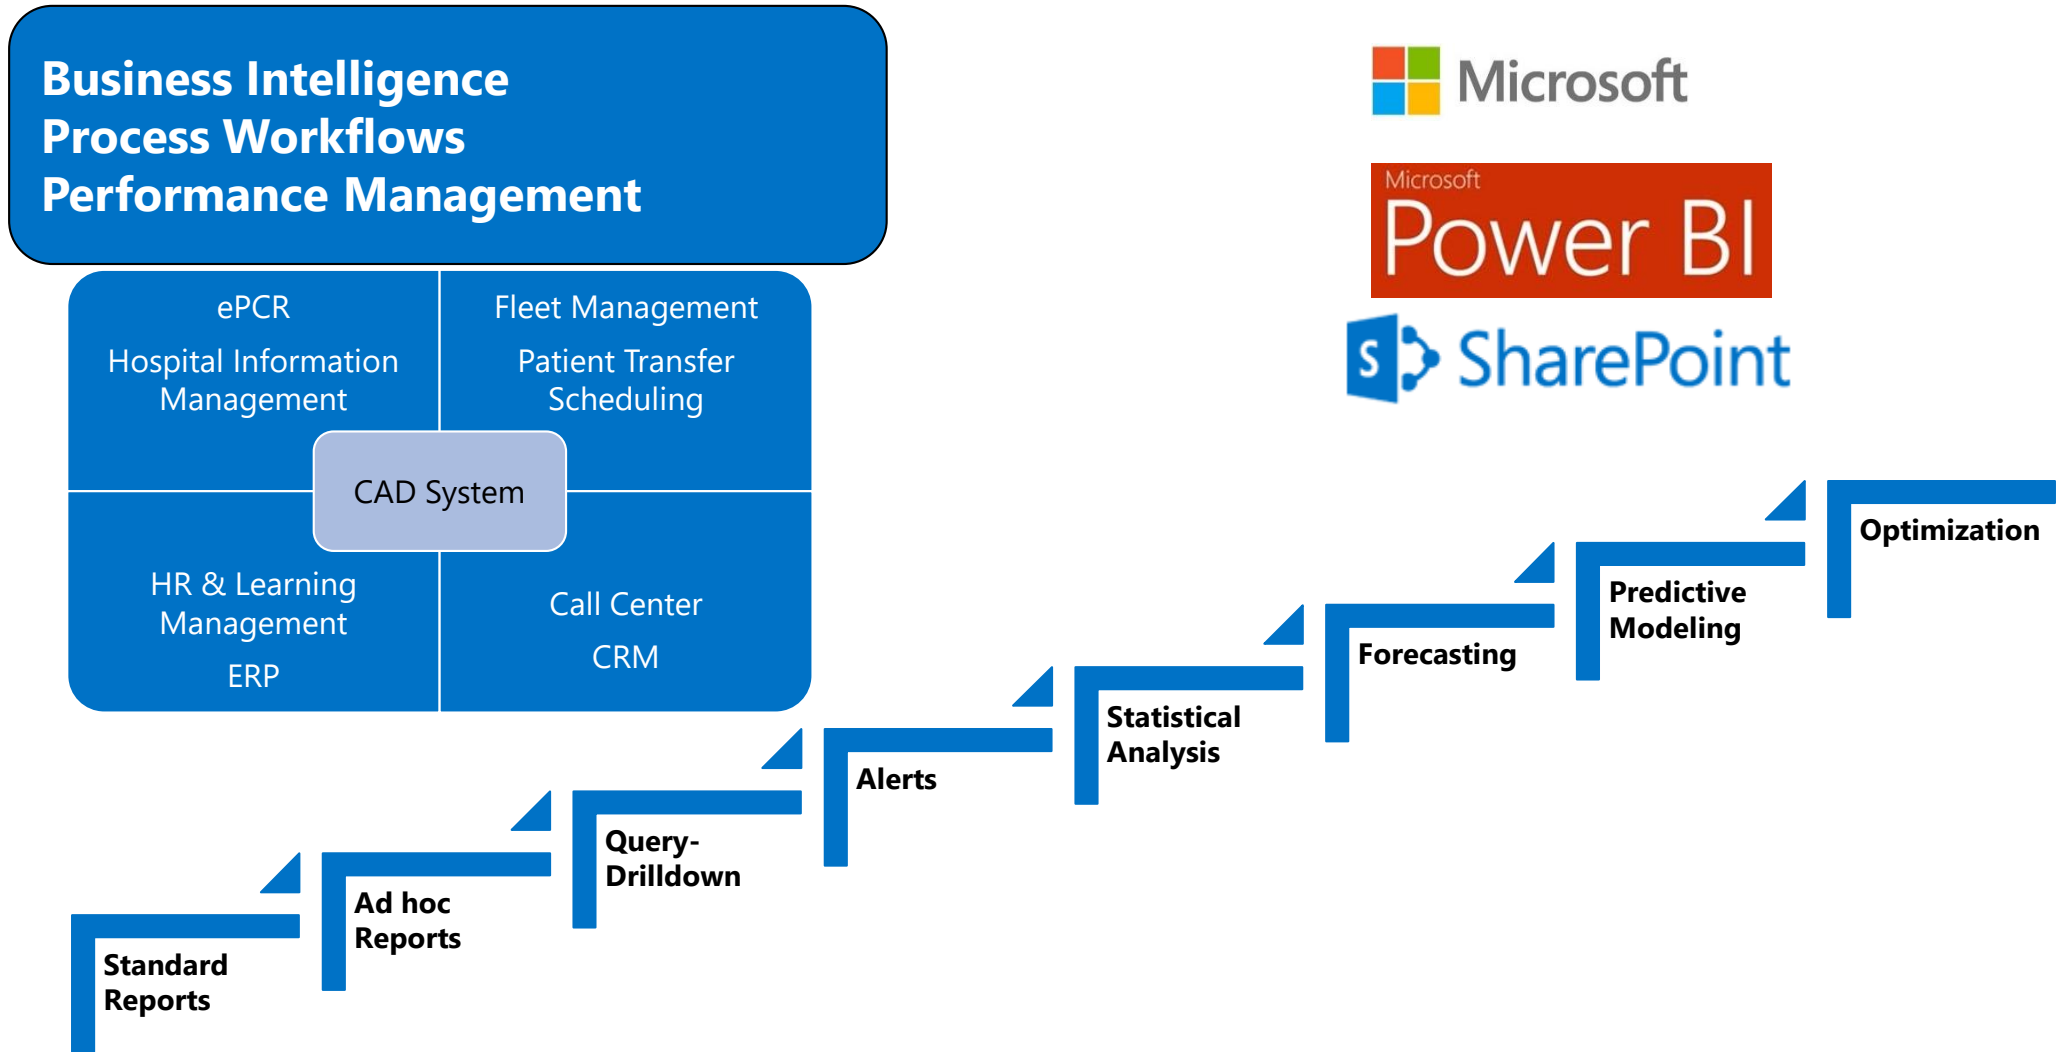 Business Intelligence
Process Workflows
Performance Management
Microsoft
Microsoft
Power BI
S
SharePoint
ePCR
Hospital Information
Management
Fleet Management
Patient Transfer
Scheduling
CAD System
HR & Learning
Management
ERP
Call Center
CRM
Standard
Reports
Ad hoc
Reports
Query-
Drilldown
Alerts
Statistical
Analysis
Forecasting
Predictive
Modeling
Optimization